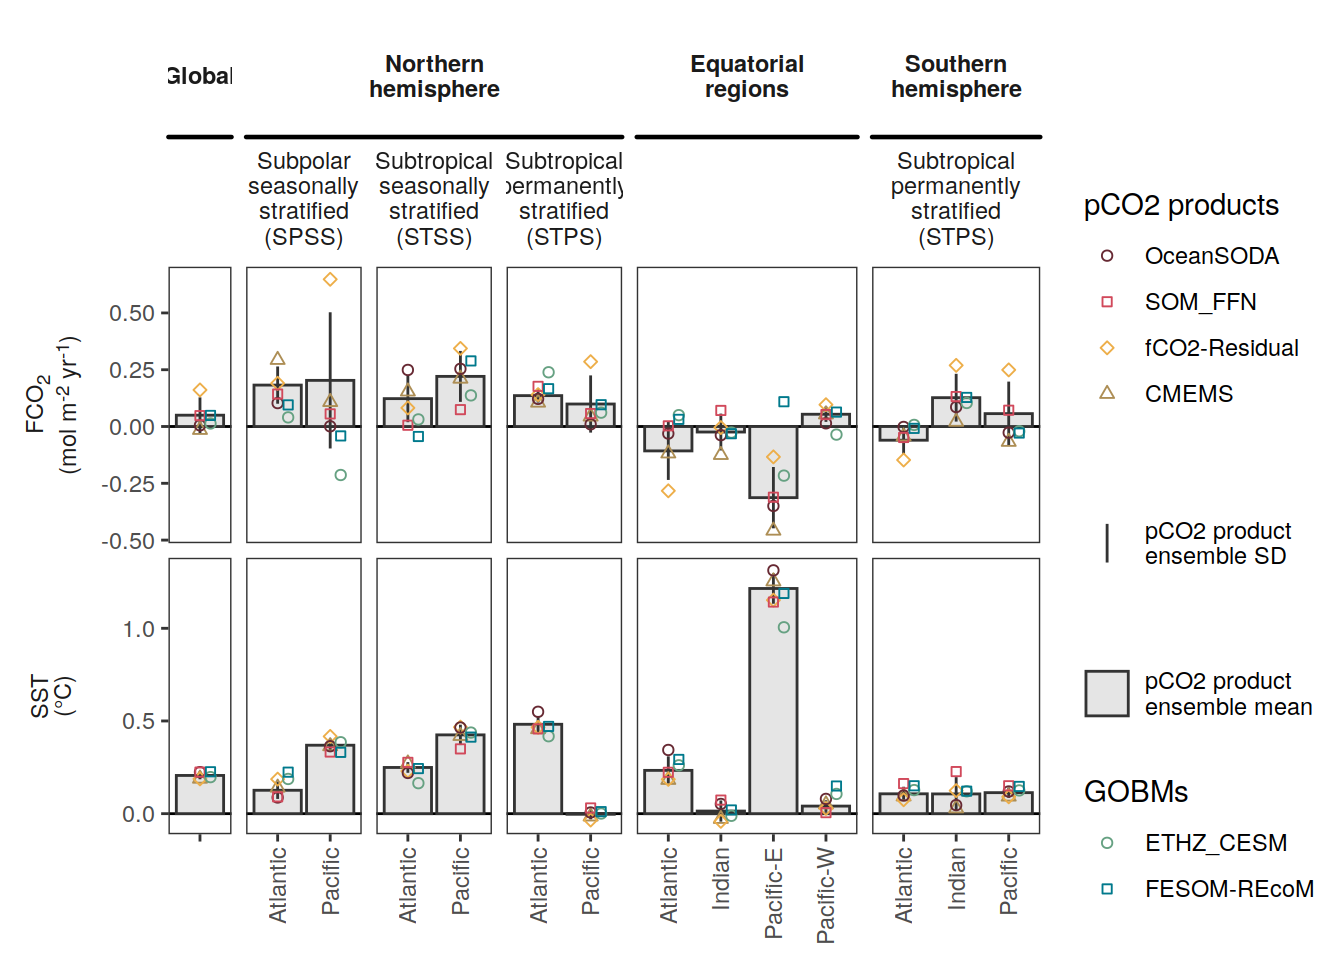 Global
Northern
hemisphere
Equatorial
regions
Southern
hemisphere
Subpolar
seasonally
stratified
(SPSS)
Subtropical
seasonally
stratified
(STSS)
Subtropical
permanently
stratified
(STPS)
Subtropical
permanently
stratified
(STPS)
FCO2
(mol m-2 yr-1)
0.50
0.25
0.00
-0.25
-0.50
SST
(°C)
1.0
0.5
0.0
Atlantic
Pacific
Atlantic
Pacific
Atlantic
Pacific
Atlantic
Indian
Pacific-E
Pacific-W
Atlantic
Indian
Pacific
pCO2 products
OceanSODA
SOM_FFN
fCO2-Residual
CMEMS
pCO2 product
ensemble SD
pCO2 product
ensemble mean
GOBMs
ETHZ_CESM
FESOM-REcoM